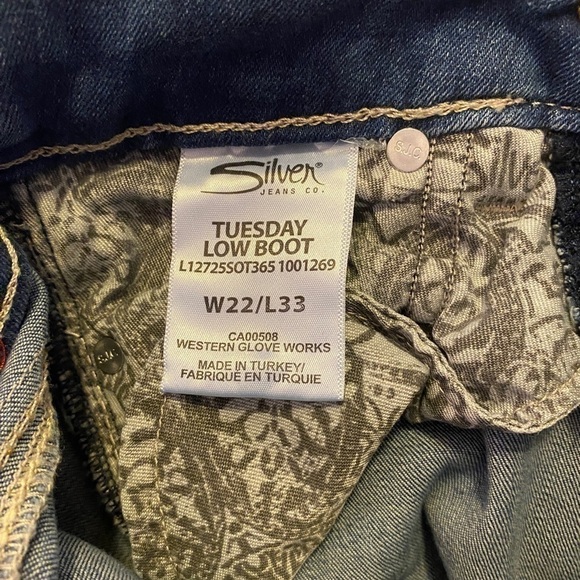 Silver®
JEANS CO.
TUESDAY
LOW BOOT
L12725SOT365 1001269
W22/L33
CA00508
WESTERN GLOVE WORKS
MADE IN TURKEY/
FABRIQUE EN TURQUIE